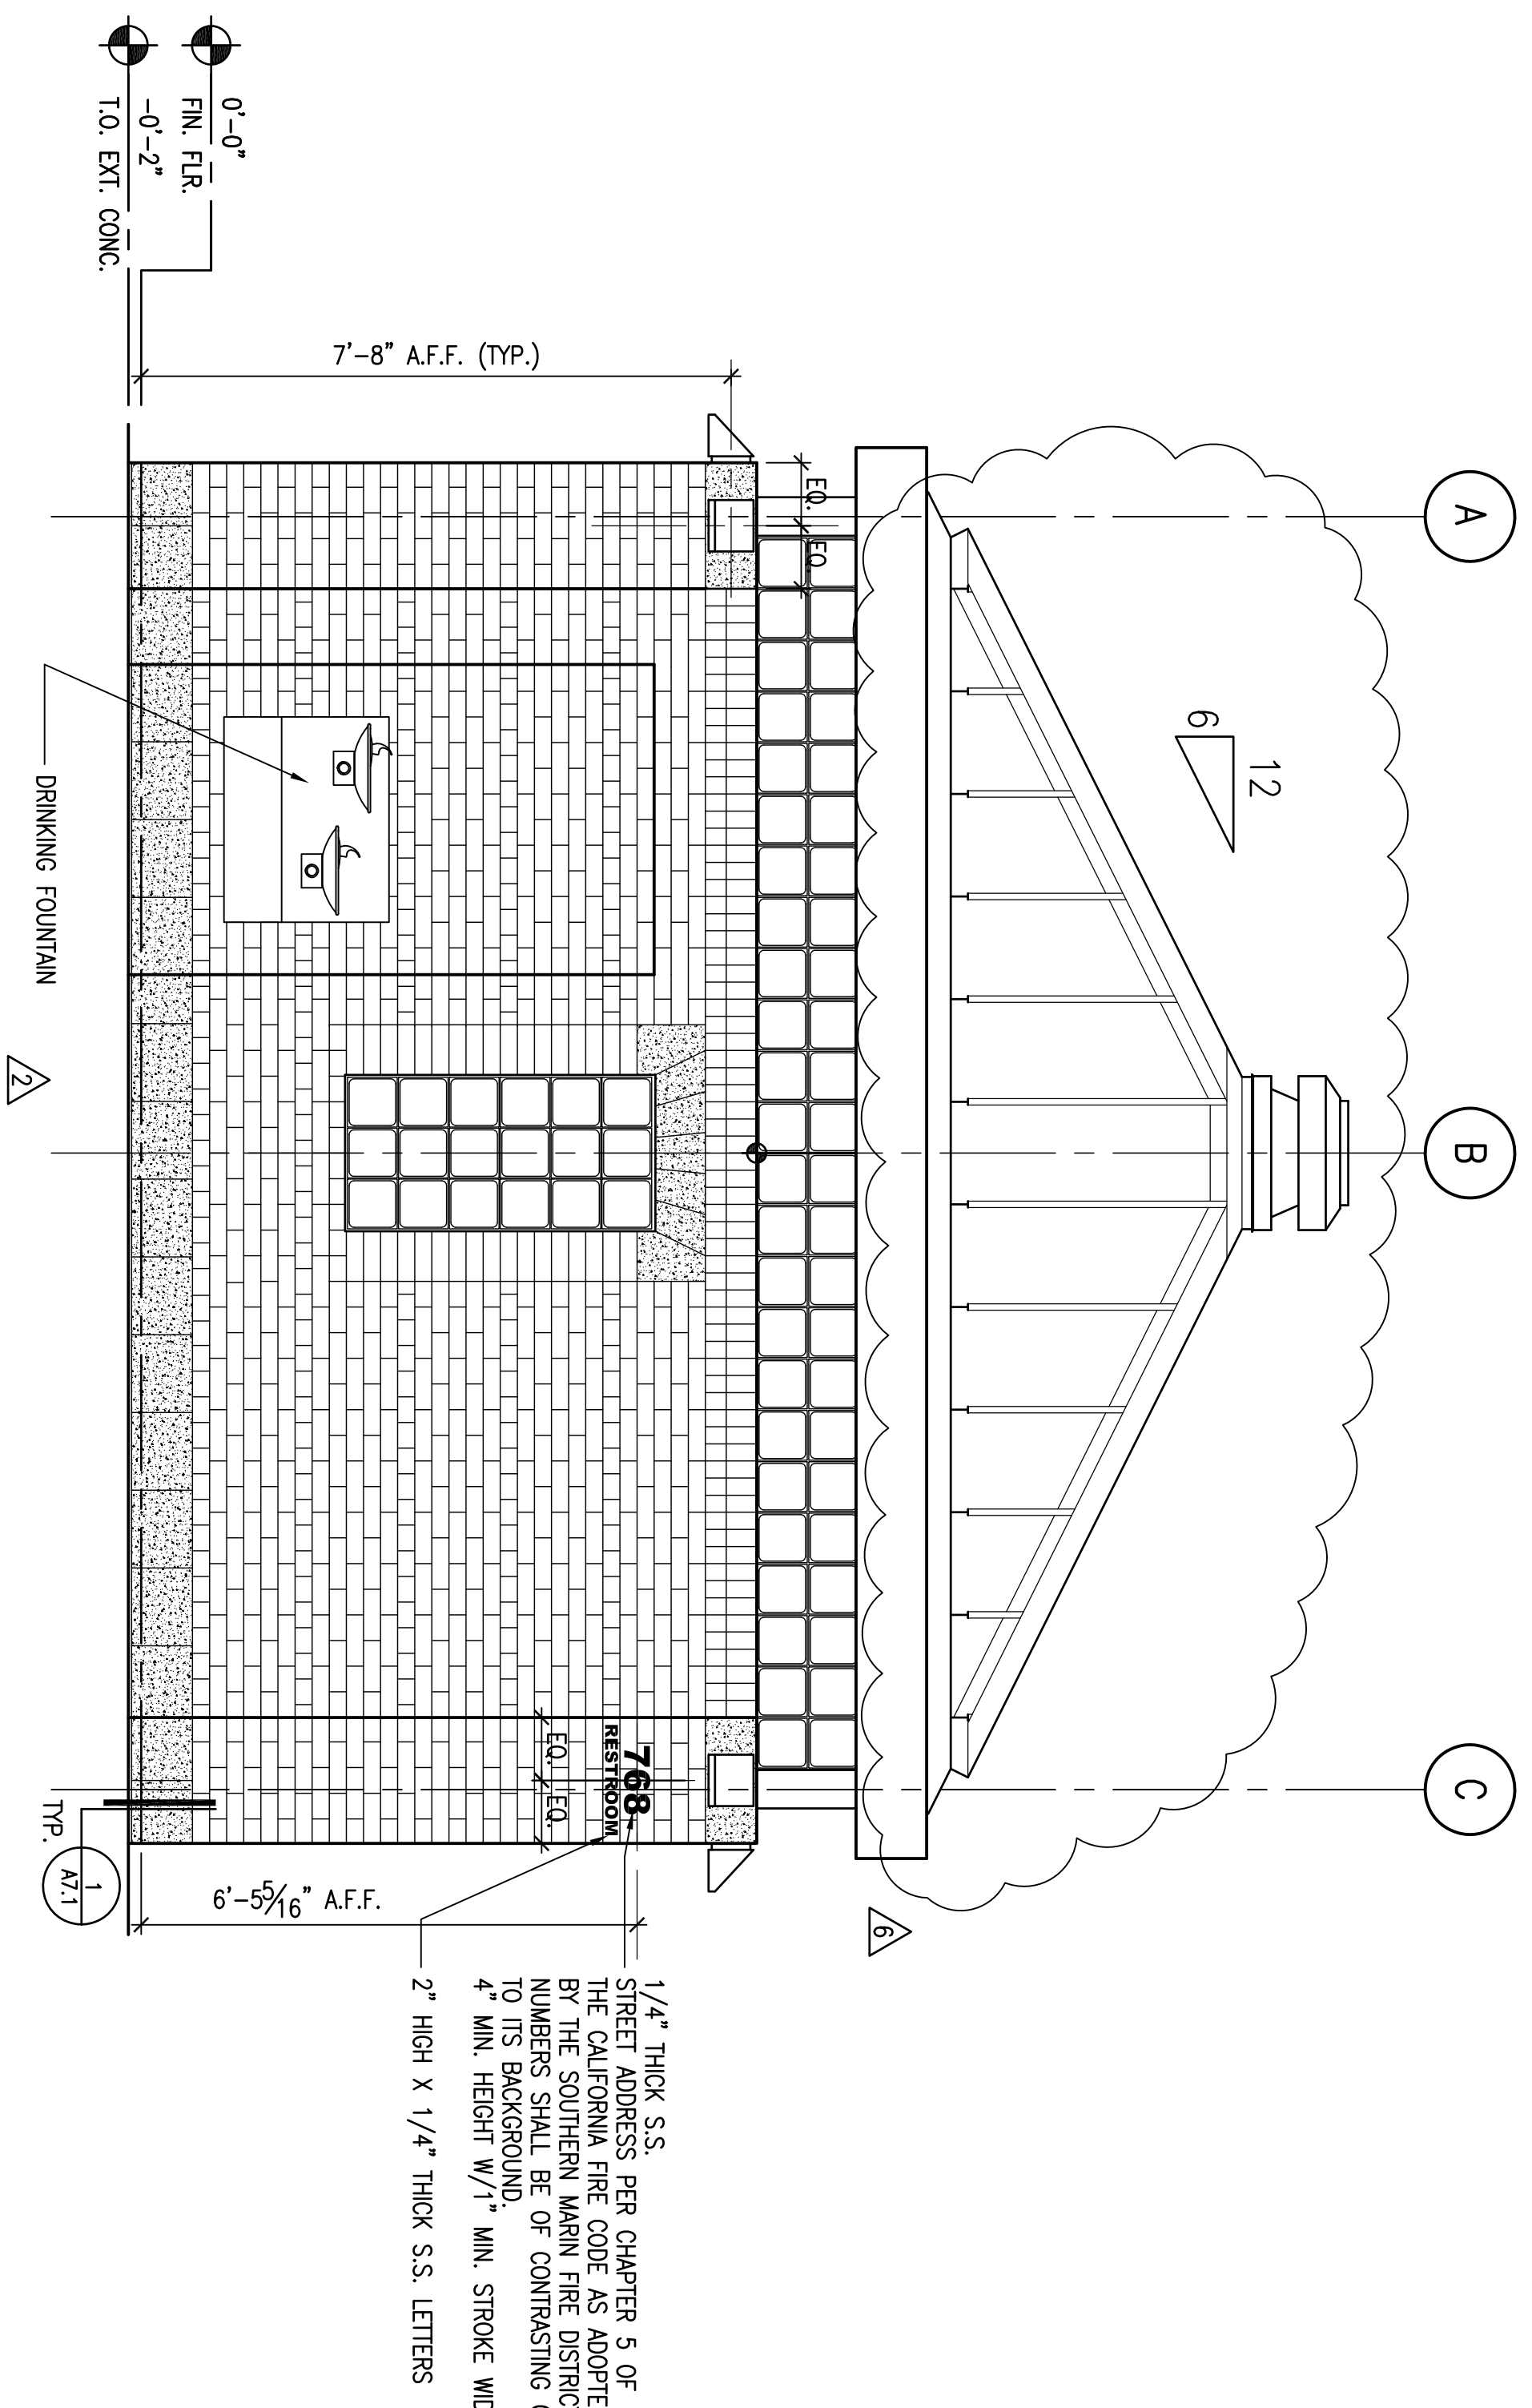 A
B
C
12
6
EQ.
EQ.
7'-8" A.F.F. (TYP.)
0'-0"
FIN. FLR.
-0'-2"
T.O. EXT. CONC.
768
RESTROOM
EQ.
EQ.
6
1/4" THICK S.S.
STREET ADDRESS PER CHAPTER 5 OF
THE CALIFORNIA FIRE CODE AS
BY THE SOUTHERN MARIN FIRE
NUMBERS SHALL BE OF CONTRASTING
TO ITS BACKGROUND.
4" MIN. HEIGHT W/1" MIN. STROKE
2" HIGH X 1/4" THICK S.S. LETTERS
6'-5 5/16" A.F.F.
DRINKING FOUNTAIN
2
TYP.
1
A7.1